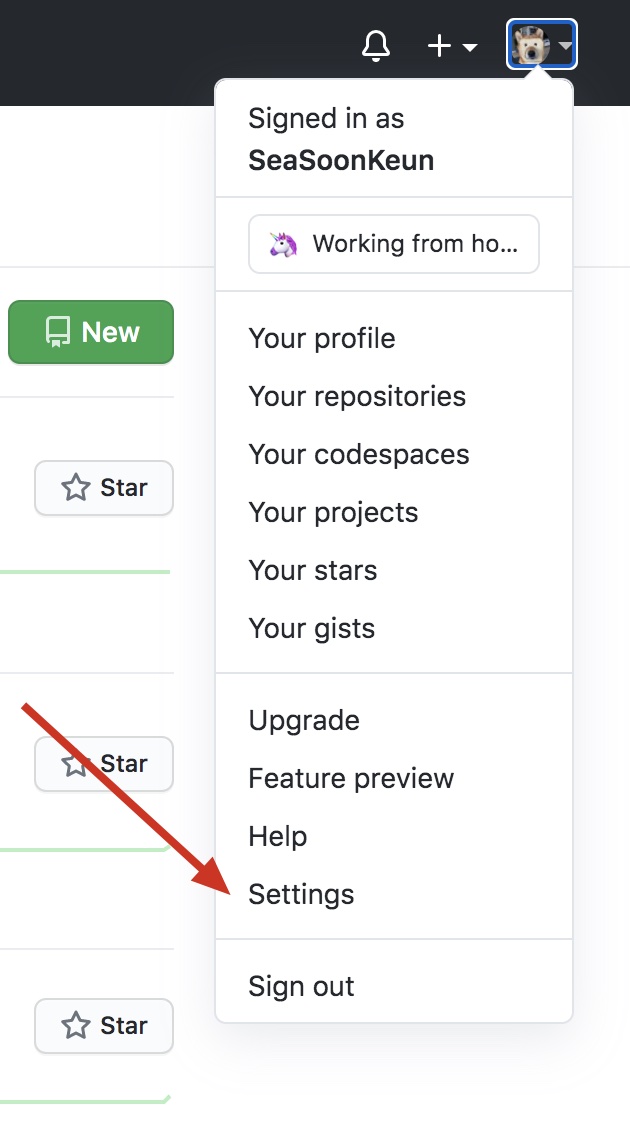 Signed in as
SeaSoonKeun
Working from ho...
New
Your profile
Your repositories
Your codespaces
Star
Your projects
Your stars
Your gists
Upgrade
Star
Feature preview
Help
Settings
Sign out
Star